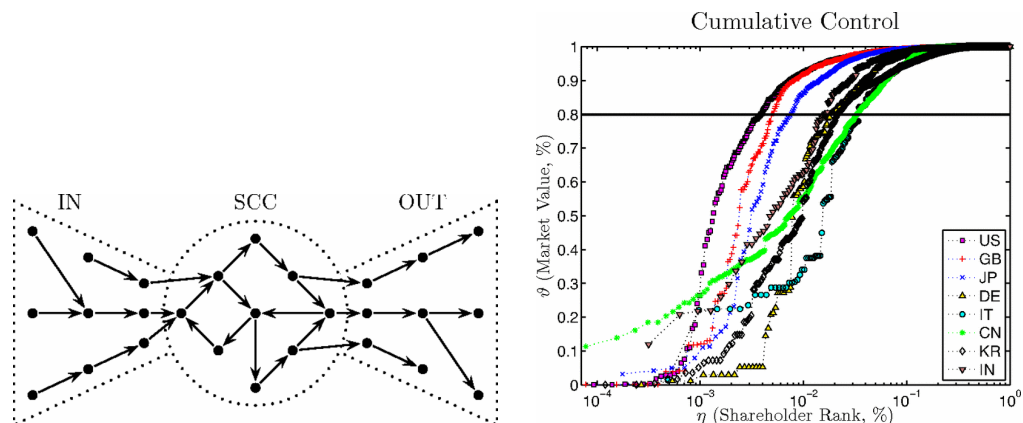 IN
SCC
OUT
Cumulative Control
1
0.9
0.8
0.7
0.6
0.5
0.4
0.3
0.2
0.1
0
ϑ (Market Value, %)
10⁻⁴
10⁻³
10⁻²
10⁻¹
10⁰
η (Shareholder Rank, %)
US
GB
JP
DE
IT
CN
KR
IN